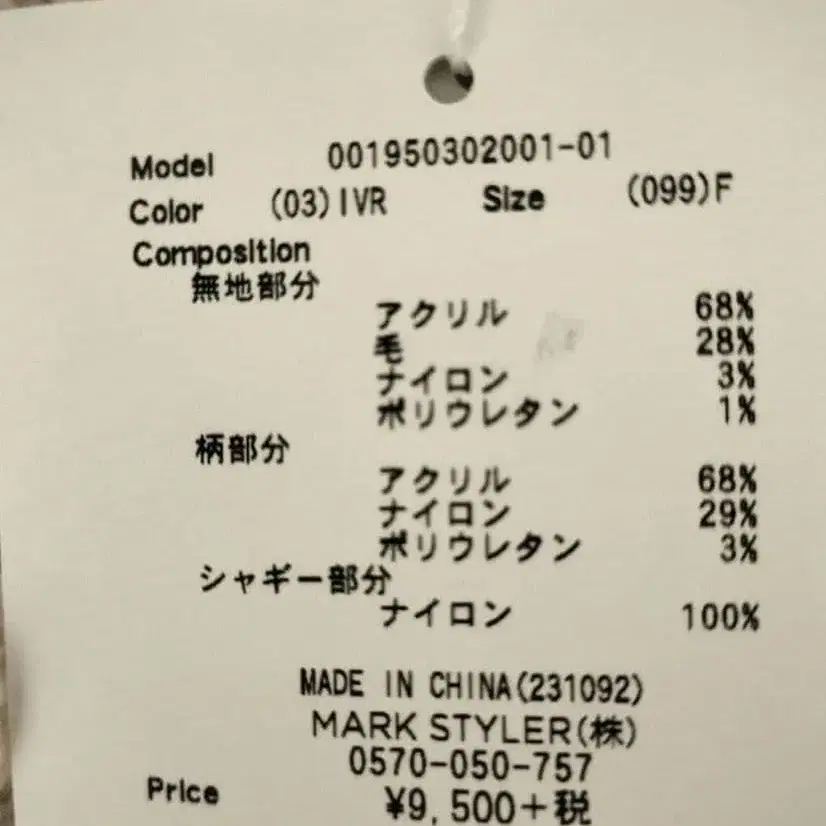 Model 001950302001-01
Color (03)IVR Size (099)F
Composition
無地部分
アクリル 68%
毛 28%
ナイロン 3%
ポリウレタン 1%
柄部分
アクリル 68%
ナイロン 29%
ポリウレタン 3%
シャギー部分
ナイロン 100%
MADE IN CHINA(231092)
MARK STYLER(株)
0570-050-757
Price ¥9,500+税